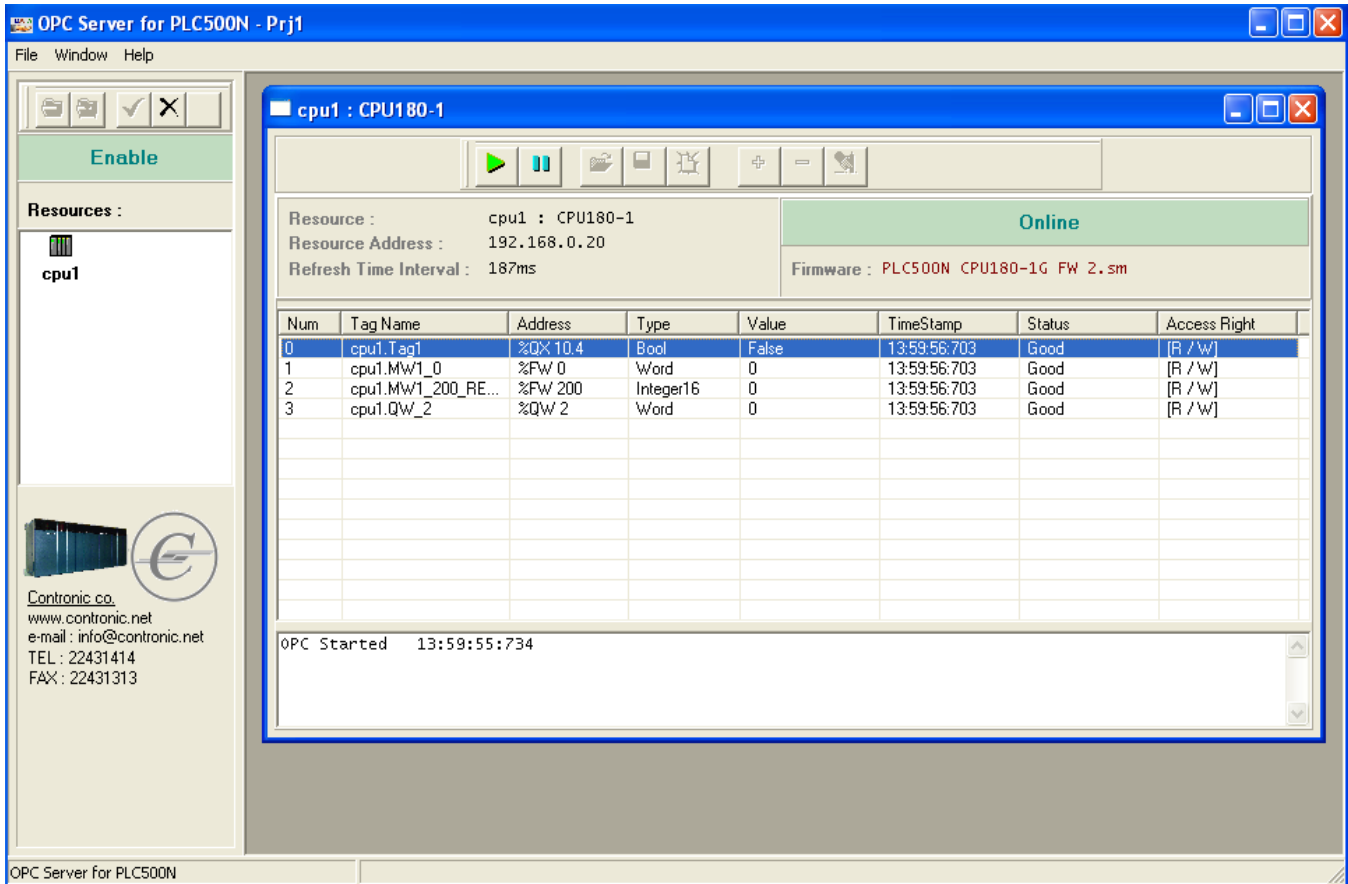 OPC Server for PLC500N - Prj1
File Window Help
Enable
Resources :
cpu1
Contronic co.
www.contronic.net
e-mail : info@contronic.net
TEL : 22431414
FAX : 22431313
cpu1 : CPU180-1
Resource : cpu1 : CPU180-1
Resource Address : 192.168.0.20
Refresh Time Interval : 187ms
Online
Firmware : PLC500N CPU180-1G FW 2.sm
Num Tag Name Address Type Value TimeStamp Status Access Right
0 cpu1.Tag1 %QX 10.4 Bool False 13:59:56:703 Good [R / W]
1 cpu1.MW1_0 %FW 0 Word 0 13:59:56:703 Good [R / W]
2 cpu1.MW1_200_RE... %FW 200 Integer16 0 13:59:56:703 Good [R / W]
3 cpu1.QW_2 %QW 2 Word 0 13:59:56:703 Good [R / W]
OPC Started 13:59:55:734
OPC Server for PLC500N